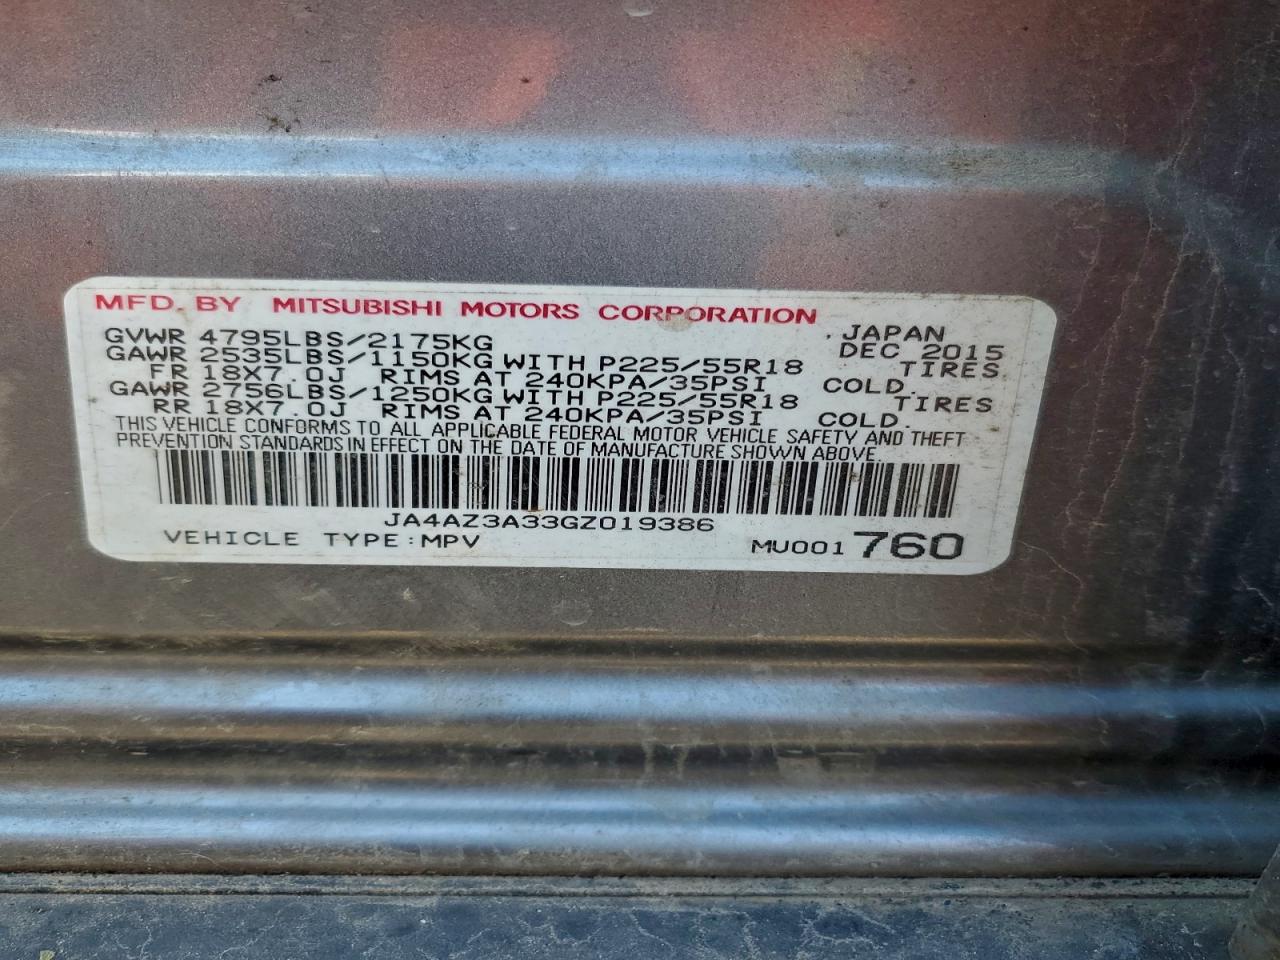 MFD. BY MITSUBISHI MOTORS CORPORATION
GVWR 4795LBS/2175KG JAPAN DEC 2015
GAWR 2535LBS/1150KG WITH P225/55R18 TIRES
FR 18X7.0J RIMS AT 240KPA/35PSI COLD.
GAWR 2756LBS/1250KG WITH P225/55R18 TIRES
RR 18X7.0J RIMS AT 240KPA/35PSI COLD.
THIS VEHICLE CONFORMS TO ALL APPLICABLE FEDERAL MOTOR VEHICLE SAFETY AND THEFT
PREVENTION STANDARDS IN EFFECT ON THE DATE OF MANUFACTURE SHOWN ABOVE.
JA4AZ3A33GZ019386
VEHICLE TYPE:MPV MU001 760